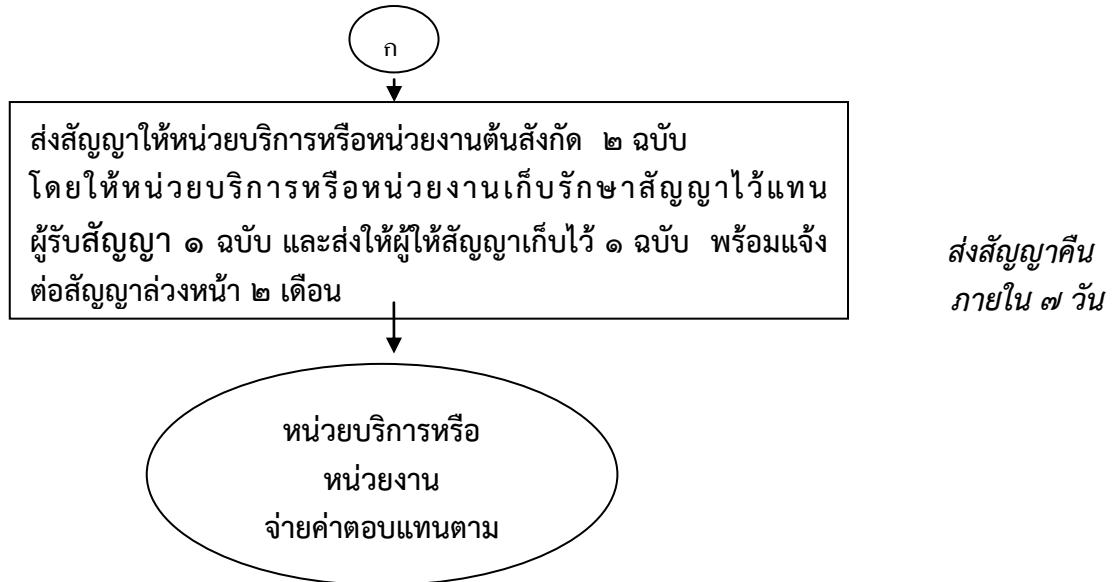 ก
ส่งสัญญาให้หน่วยบริการหรือหน่วยงานต้นสังกัด ๒ ฉบับ
โดยให้หน่วยบริการหรือหน่วยงานเก็บรักษาสัญญาไว้แทน
ผู้รับสัญญา ๑ ฉบับ และส่งให้ผู้ให้สัญญาเก็บไว้ ๑ ฉบับ พร้อมแจ้ง
ต่อสัญญาล่วงหน้า ๒ เดือน
ส่งสัญญาคืน
ภายใน ๗ วัน
หน่วยบริการหรือ
หน่วยงาน
จ่ายค่าตอบแทนตาม